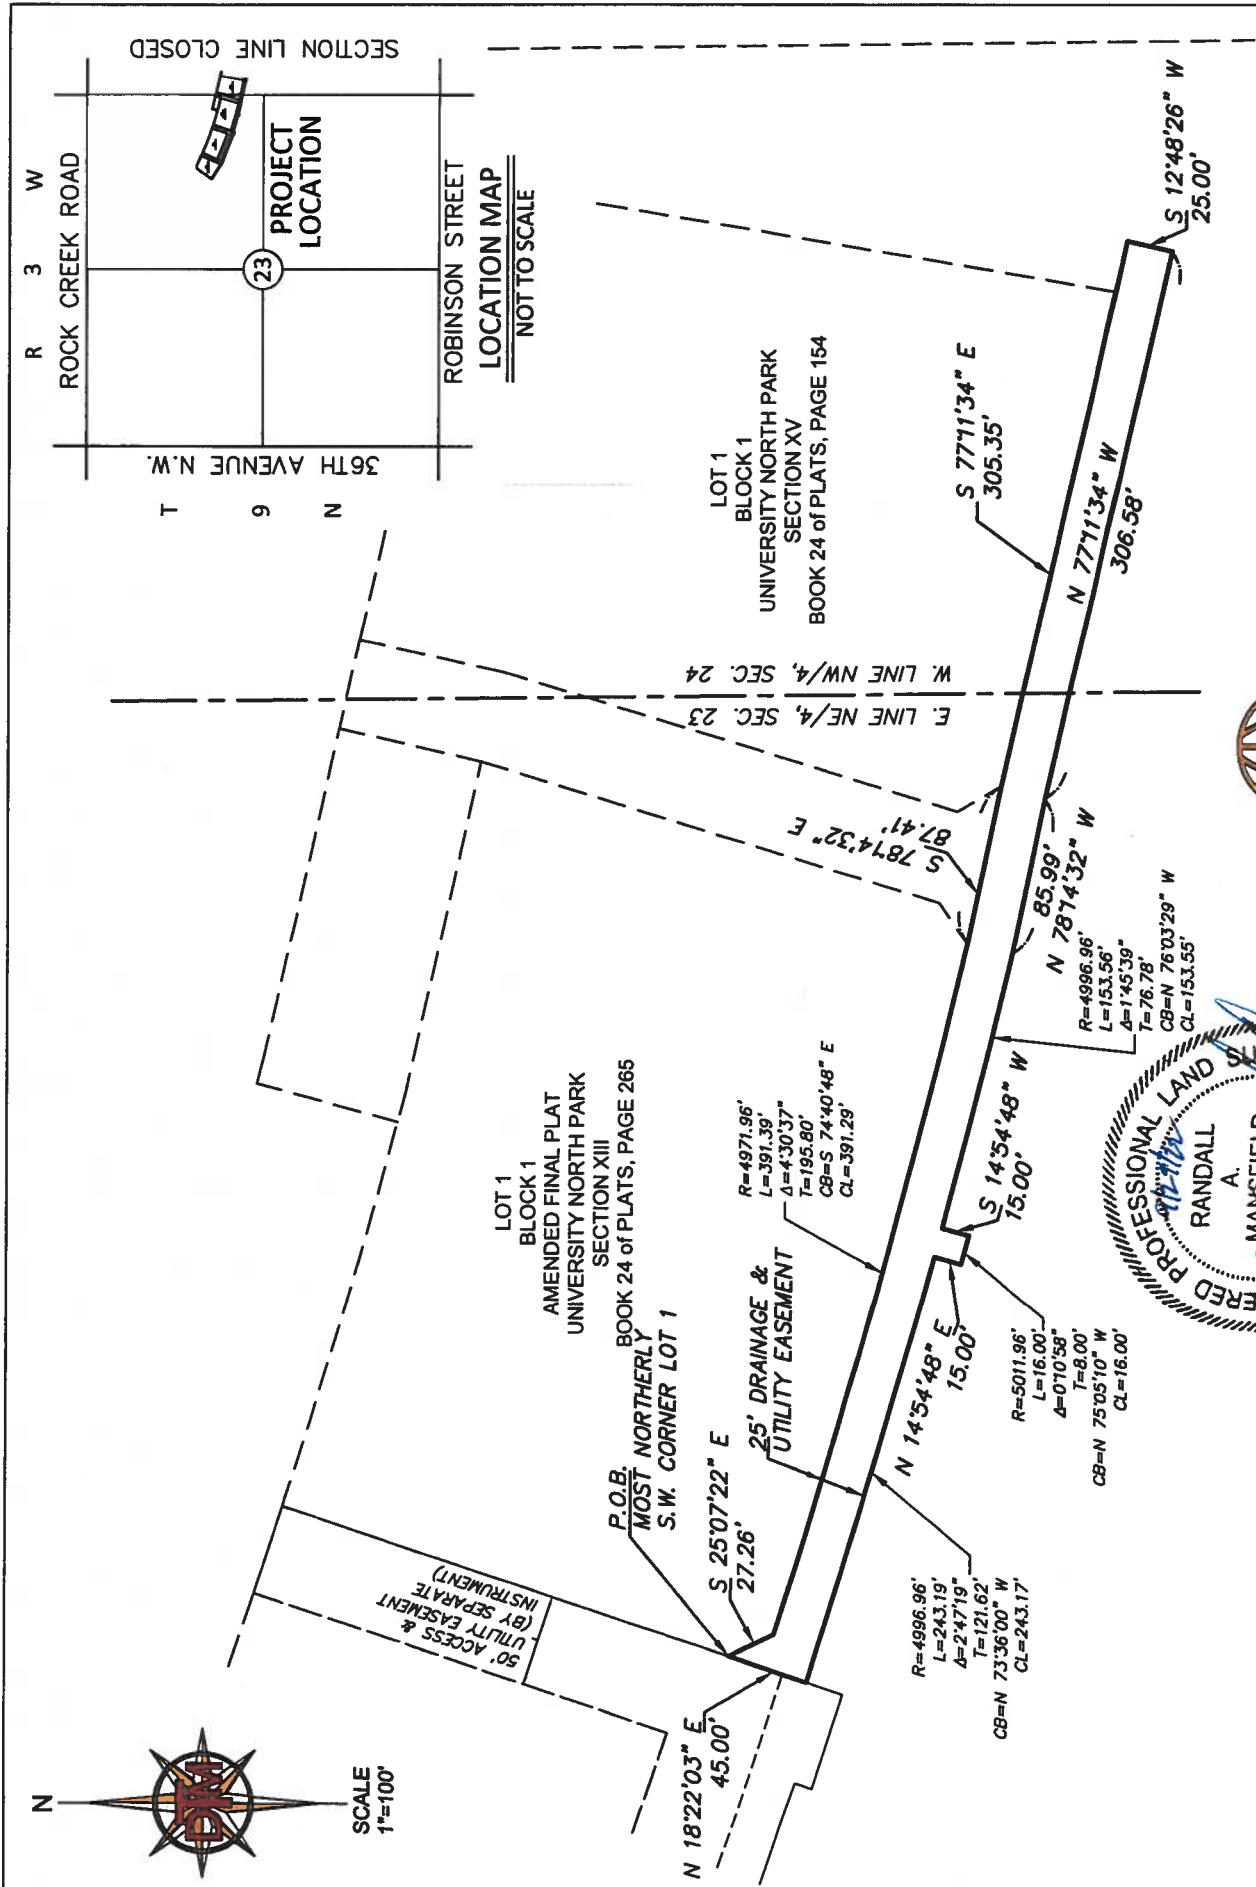 N
DTM
SCALE
1"=100'
R 3 W
ROCK CREEK ROAD
T 9 N
36TH AVENUE N.W.
SECTION LINE CLOSED
23
PROJECT
LOCATION
ROBINSON STREET
LOCATION MAP
NOT TO SCALE
50' ACCESS &
UTILITY EASEMENT
(BY SEPARATE
INSTRUMENT)
LOT 1
BLOCK 1
AMENDED FINAL PLAT
UNIVERSITY NORTH PARK
SECTION XIII
BOOK 24 of PLATS, PAGE 265
LOT 1
BLOCK 1
UNIVERSITY NORTH PARK
SECTION XV
BOOK 24 of PLATS, PAGE 154
E. LINE NE/4, SEC. 23
W. LINE NW/4, SEC. 24
P.O.B.
MOST NORTHERLY
S.W. CORNER LOT 1
S 25°07'22" E
27.26'
25' DRAINAGE &
UTILITY EASEMENT
R=4971.96'
L=391.39'
Δ=4°30'37"
T=195.80'
CB=S 74°40'48" E
CL=391.29'
S 78°14'32" E
87.41'
S 77°11'34" E
305.35'
S 12°48'26" W
25.00'
N 77°11'34" W
306.58'
85.99'
N 78°14'32" W
R=4996.96'
L=153.56'
Δ=1°45'39"
T=76.78'
CB=N 76°03'29" W
CL=153.55'
S 14°54'48" W
15.00'
R=5011.96'
L=16.00'
Δ=0°10'58"
T=8.00'
CB=N 75°05'10" W
CL=16.00'
N 14°54'48" E
15.00'
R=4996.96'
L=243.19'
Δ=2°47'19"
T=121.62'
CB=N 73°36'00" W
CL=243.17'
N 18°22'03" E
45.00'
PROFESSIONAL LAND
RANDALL
A.
MANSFIELD